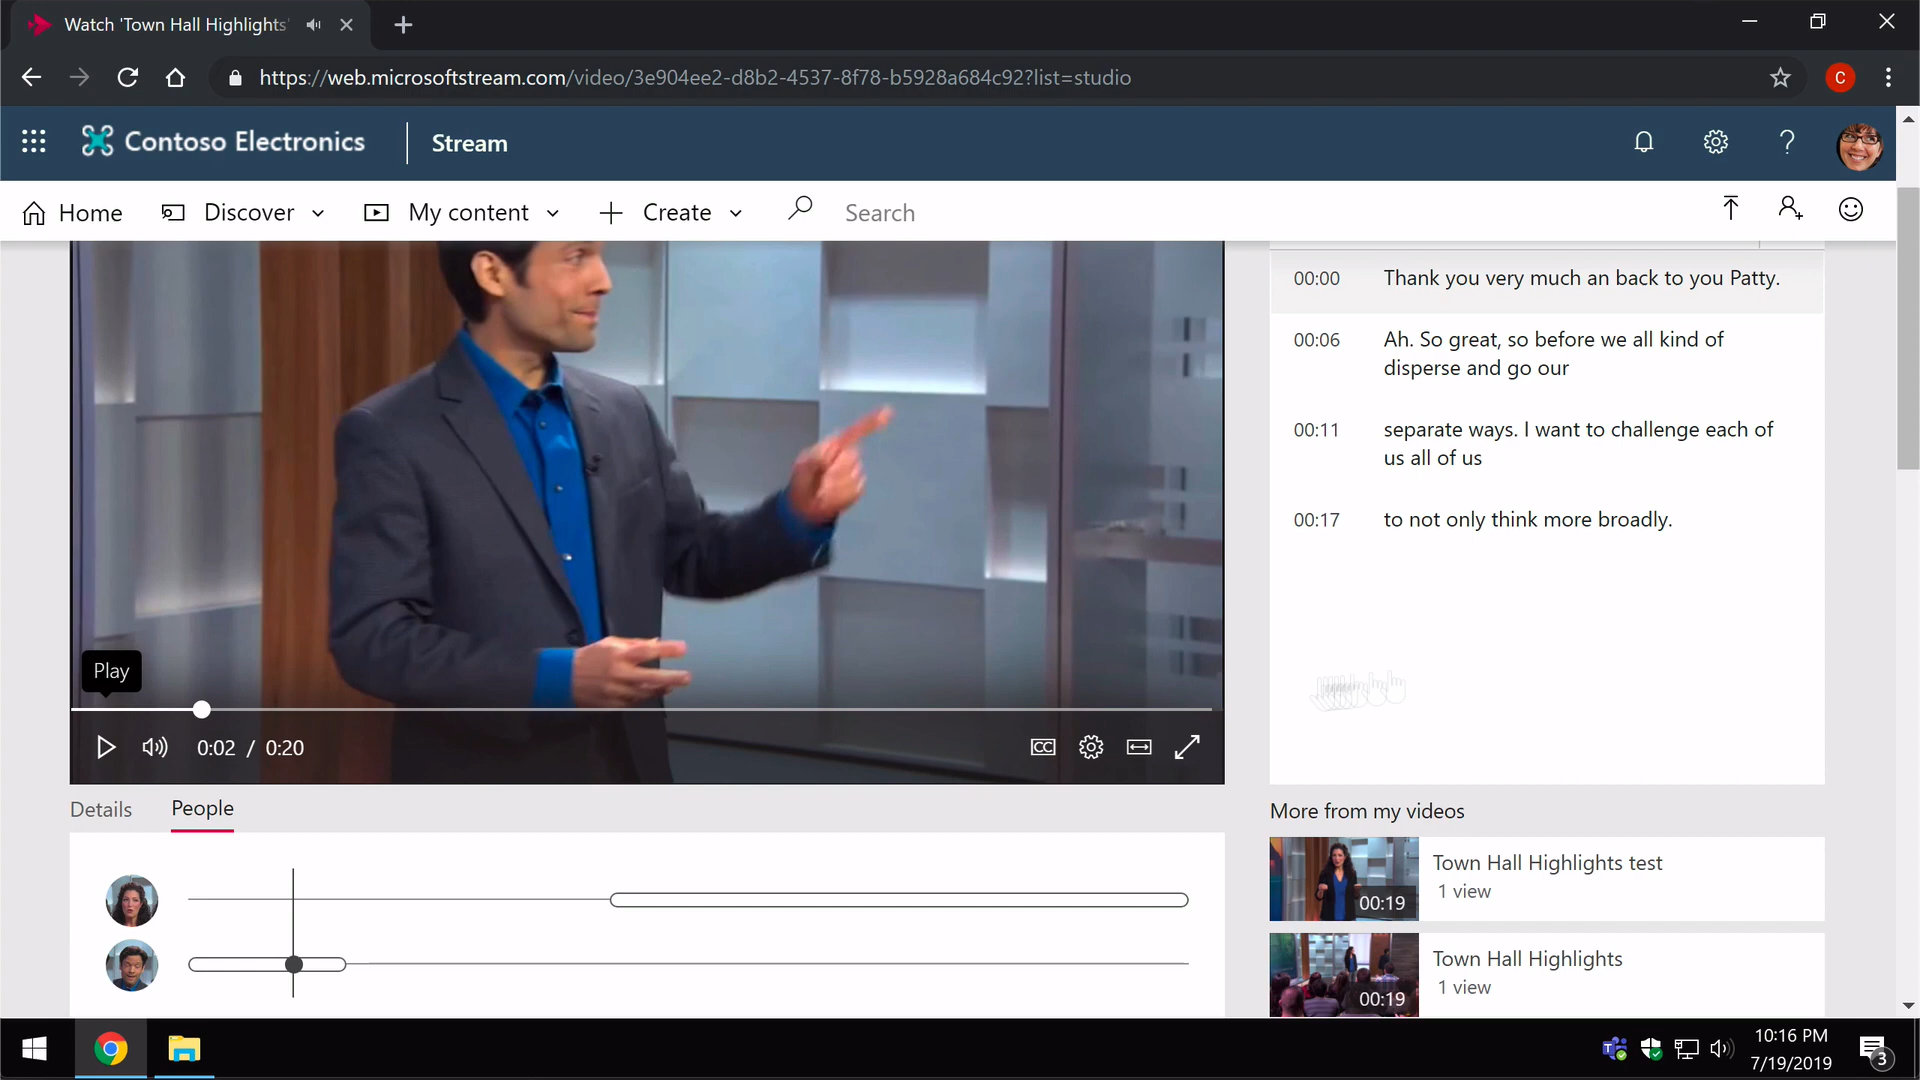 Watch 'Town Hall Highlights'
https://web.microsoftstream.com/video/3e904ee2-d8b2-4537-8f78-b5928a684c92?list=studio
C
Contoso Electronics
Stream
?
Home
Discover
My content
Create
Search
00:00 Thank you very much an back to you Patty.
00:06 Ah. So great, so before we all kind of
disperse and go our
00:11 separate ways. I want to challenge each of
us all of us
00:17 to not only think more broadly.
Play
0:02 / 0:20
CC
Details
People
More from my videos
Town Hall Highlights test
1 view
00:19
Town Hall Highlights
1 view
00:19
10:16 PM
7/19/2019
3